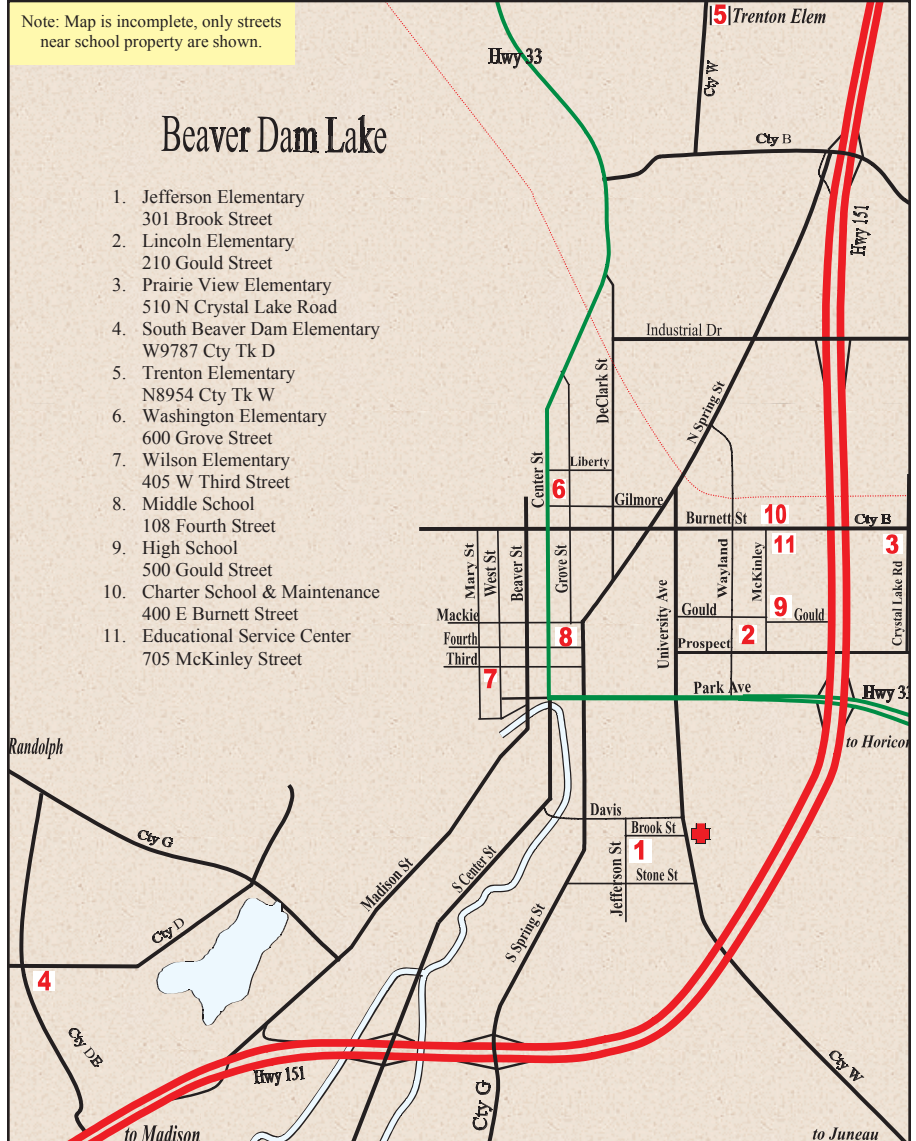 Note: Map is incomplete, only streets
near school property are shown.
5
Trenton Elem
Hwy 33
Cty W
Cty B
Beaver Dam Lake
1. Jefferson Elementary
301 Brook Street
2. Lincoln Elementary
210 Gould Street
3. Prairie View Elementary
510 N Crystal Lake Road
4. South Beaver Dam Elementary
W9787 Cty Tk D
5. Trenton Elementary
N8954 Cty Tk W
6. Washington Elementary
600 Grove Street
7. Wilson Elementary
405 W Third Street
8. Middle School
108 Fourth Street
9. High School
500 Gould Street
10. Charter School & Maintenance
400 E Burnett Street
11. Educational Service Center
705 McKinley Street
Hwy 151
Industrial Dr
DeClark St
N Spring St
Center St
Liberty
6
Gilmore
Burnett St
10
Cty E
Mary St
West St
Beaver St
Grove St
Wayland
McKinley
11
3
Crystal Lake Rd
University Ave
Mackie
Gould
9
Gould
Fourth
8
Prospect
2
Third
7
Park Ave
Hwy 33
to Horicon
Randolph
Davis
Brook St
1
Jefferson St
Stone St
Cty G
Madison St
S Center St
S Spring St
Cty D
4
Cty DE
Hwy 151
Cty G
Cty W
to Madison
to Juneau